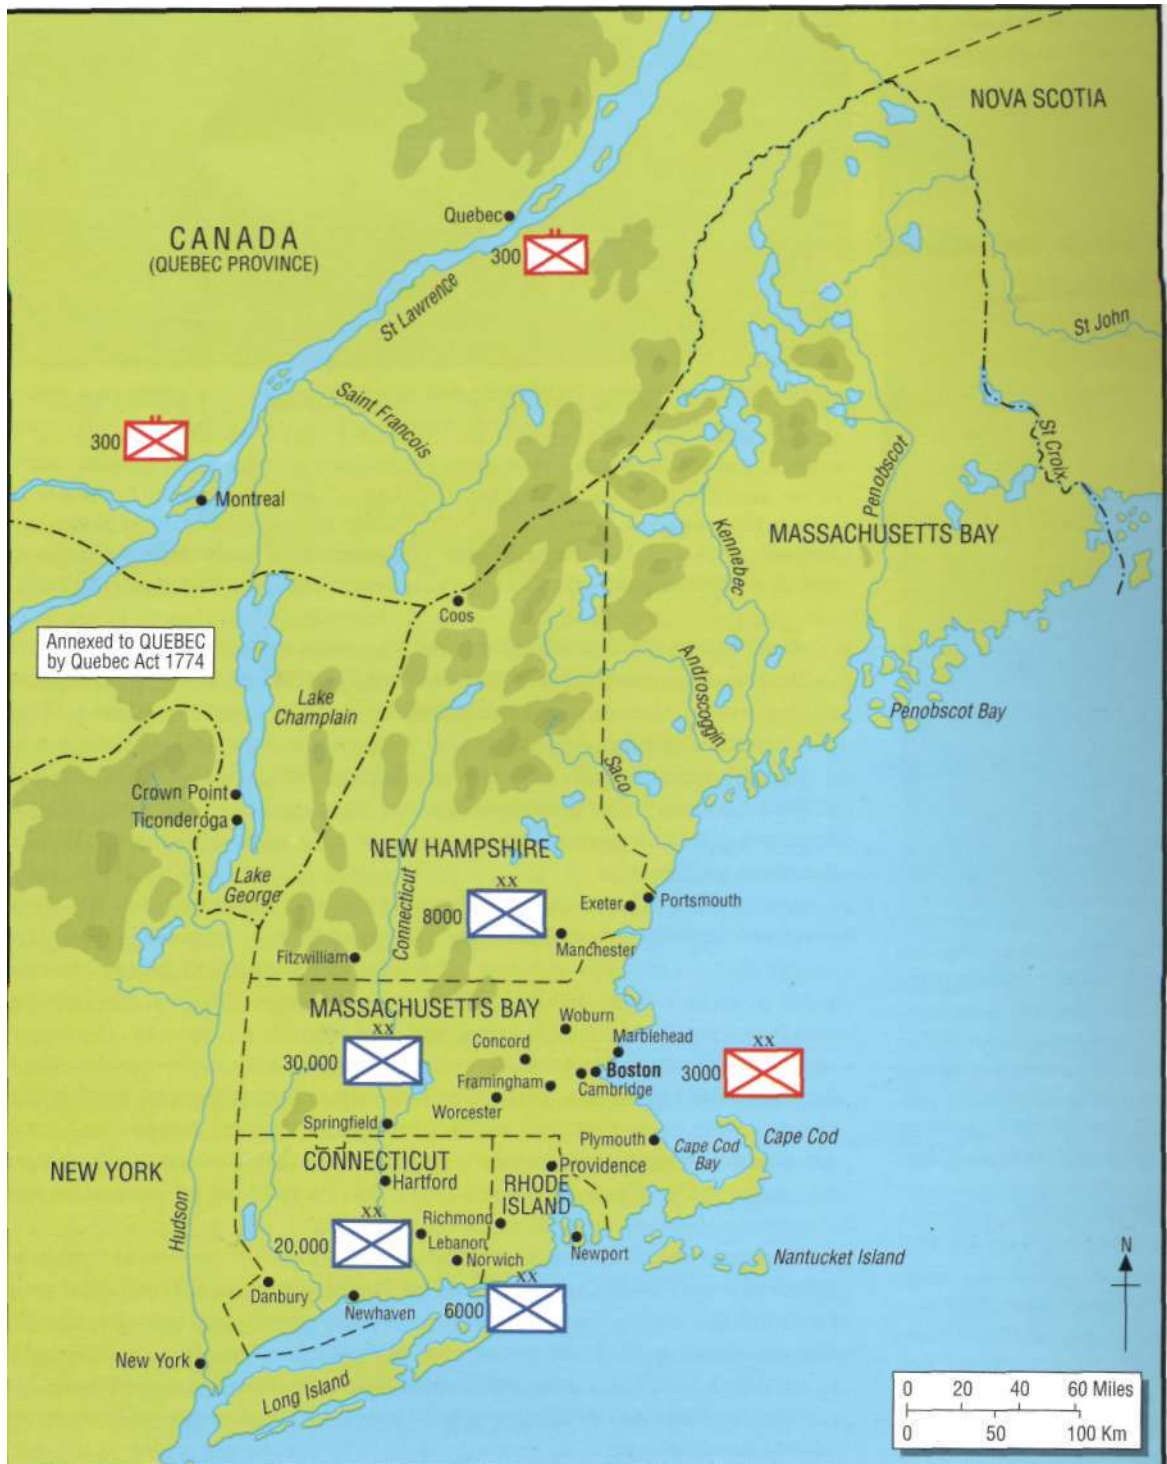 NOVA SCOTIA
Quebec
CANADA
(QUEBEC PROVINCE)
300
St Lawrence
St John
Saint Francois
300
St Croix
Penobscot
Montreal
Kennebec
MASSACHUSETTS BAY
Coos
Annexed to QUEBEC
by Quebec Act 1774
Lake
Champlain
Androscoggin
Penobscot Bay
Saco
Crown Point
Ticonderoga
NEW HAMPSHIRE
Lake
George
Connecticut
XX
8000
Exeter
Portsmouth
Manchester
Fitzwilliam
MASSACHUSETTS BAY
XX
30,000
Woburn
Marblehead
Concord
Boston
XX
3000
Framingham
Cambridge
Worcester
Springfield
Plymouth
Cape Cod
Bay
Cape Cod
CONNECTICUT
Providence
NEW YORK
Hartford
RHODE
ISLAND
Hudson
XX
20,000
Richmond
Lebanon
Norwich
Newport
Nantucket Island
N
Danbury
Newhaven
XX
6000
New York
Long Island
0 20 40 60 Miles
0 50 100 Km